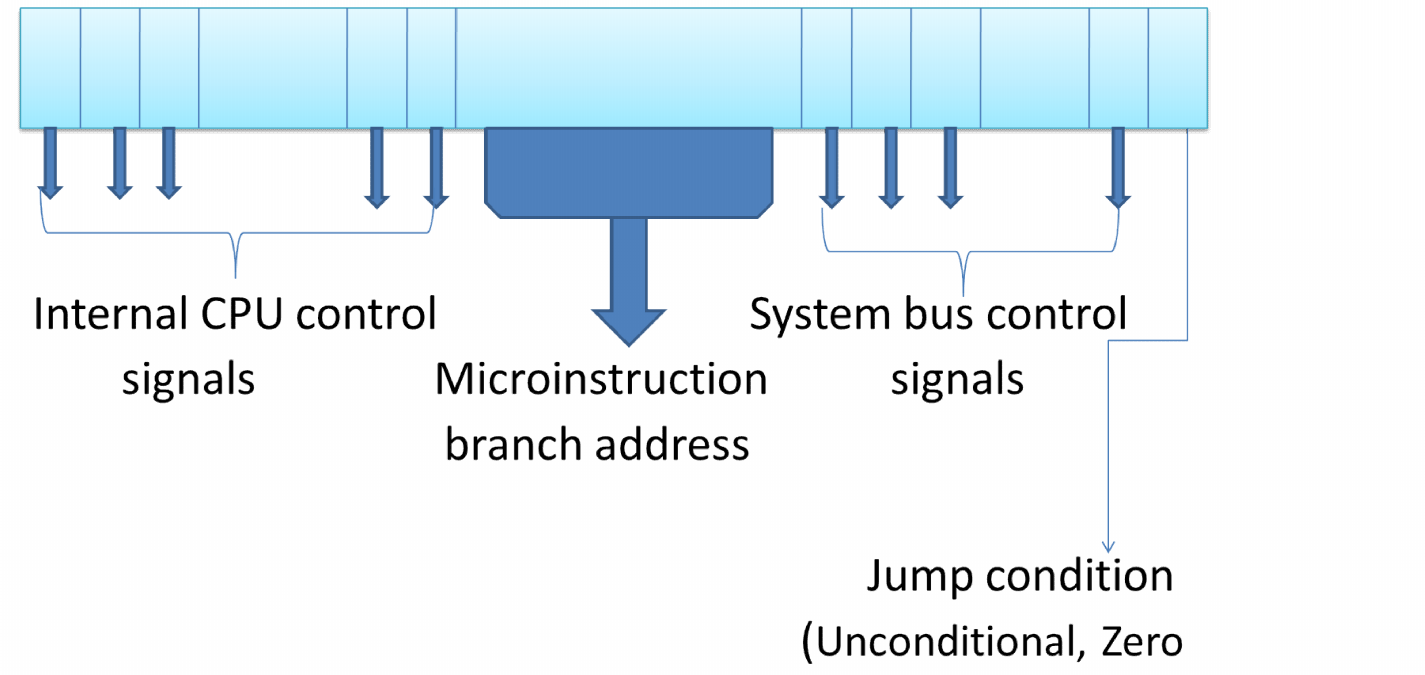 Internal CPU control
signals
Microinstruction
branch address
System bus control
signals
Jump condition
(Unconditional, Zero